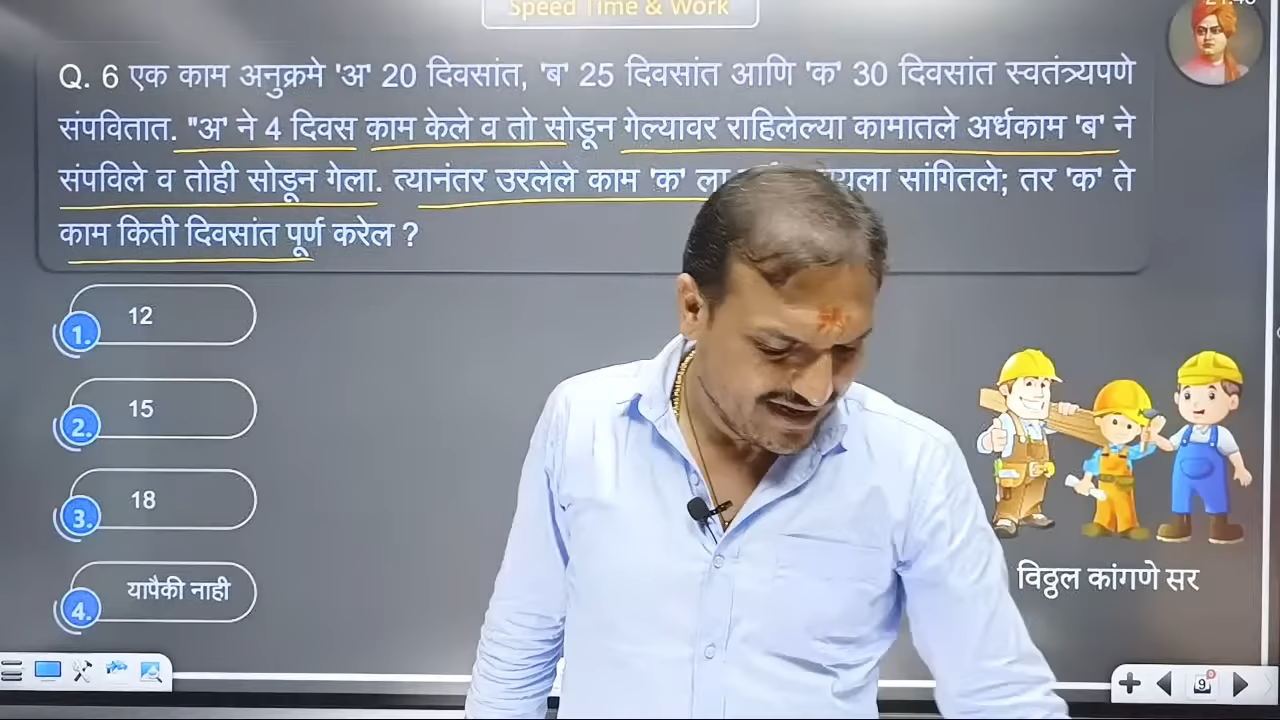 Speed Time & Work
Q. 6 एक काम अनुक्रमे 'अ' 20 दिवसांत, 'ब' 25 दिवसांत आणि 'क' 30 दिवसांत स्वतंत्र्यपणे
संपवितात. "अ' ने 4 दिवस काम केले व तो सोडून गेल्यावर राहिलेल्या कामातले अर्धकाम 'ब' ने
संपविले व तोही सोडून गेला. त्यानंतर उरलेले काम 'क' ला सांगितले; तर 'क' ते
काम किती दिवसांत पूर्ण करेल ?
1. 12
2. 15
3. 18
4. यापैकी नाही
विठ्ठल कांगणे सर
9